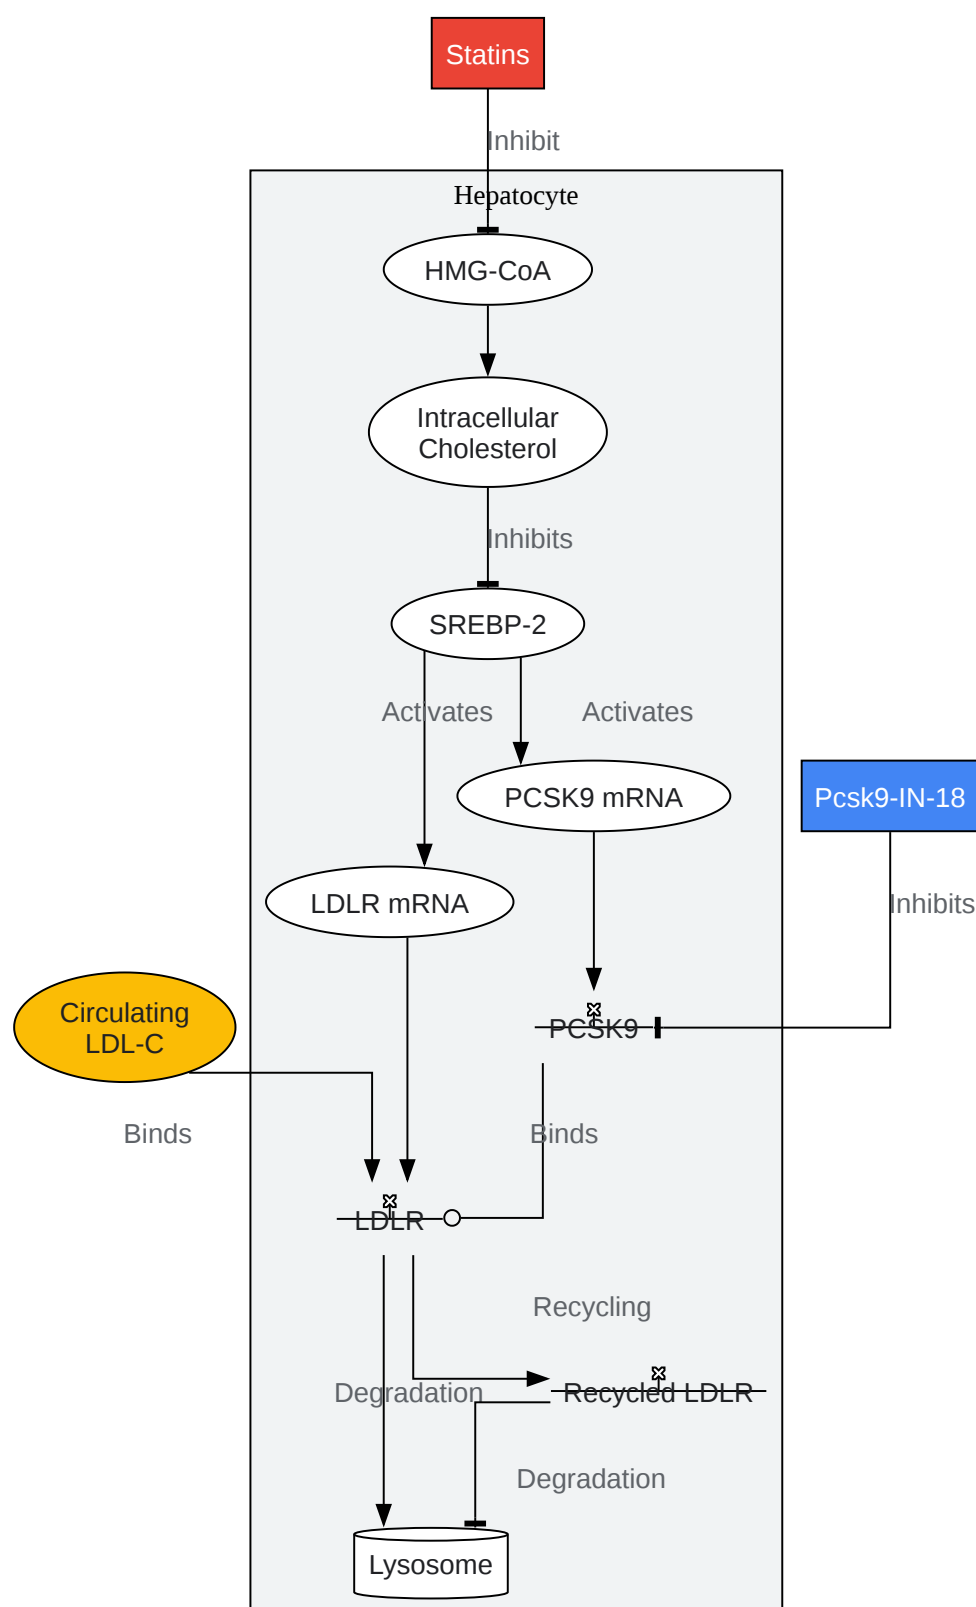 Statins
Inhibit
Hepatocyte
HMG-CoA
Intracellular
Cholesterol
Inhibits
SREBP-2
Activates
Activates
PCSK9 mRNA
Pcsk9-IN-18
LDLR mRNA
Inhibits
Circulating
LDL-C
PCSK9
Binds
Binds
LDLR
Recycling
Degradation
Recycled LDLR
Degradation
Lysosome